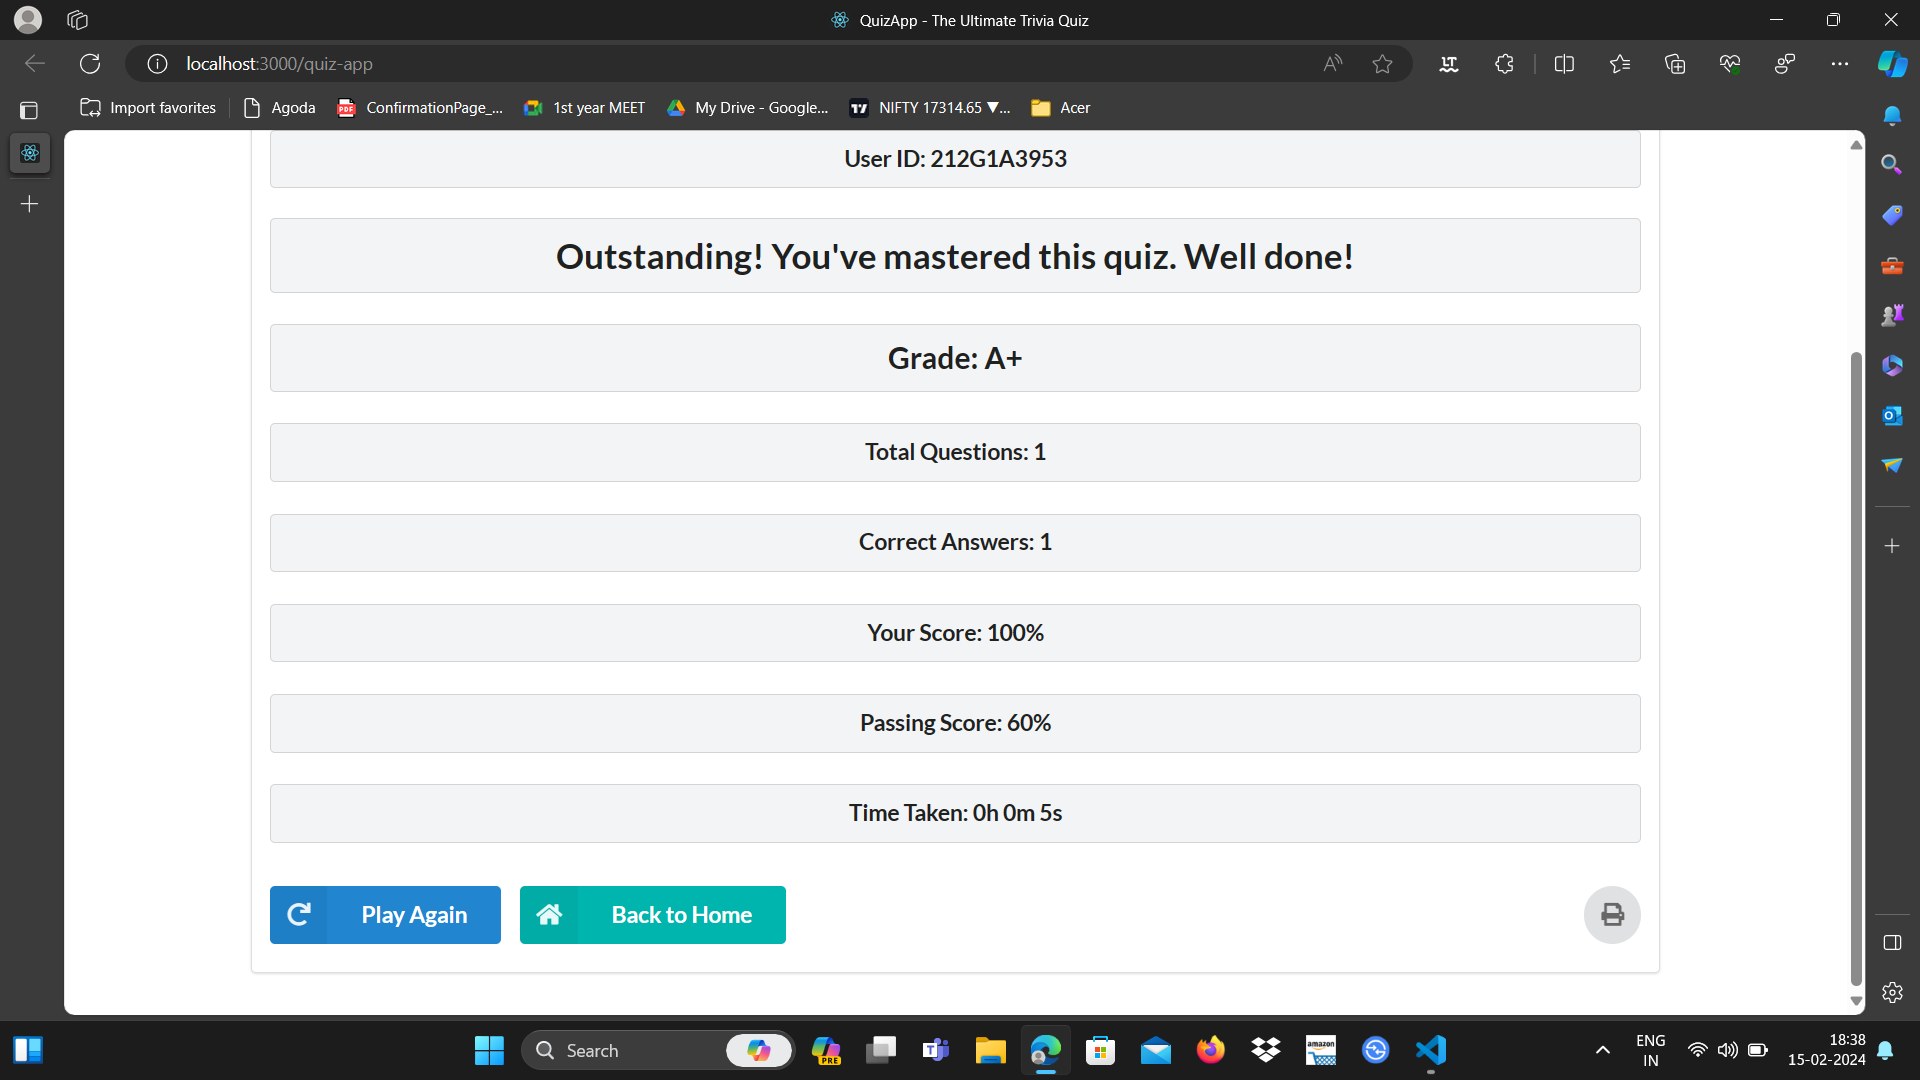 QuizApp - The Ultimate Trivia Quiz
localhost:3000/quiz-app
Import favorites
Agoda
ConfirmationPage_...
1st year MEET
My Drive - Google...
NIFTY 17314.65 ▼...
Acer
User ID: 212G1A3953
Outstanding! You've mastered this quiz. Well done!
Grade: A+
Total Questions: 1
Correct Answers: 1
Your Score: 100%
Passing Score: 60%
Time Taken: 0h 0m 5s
Play Again
Back to Home
Search
PRE
amazon
ENG
IN
18:38
15-02-2024